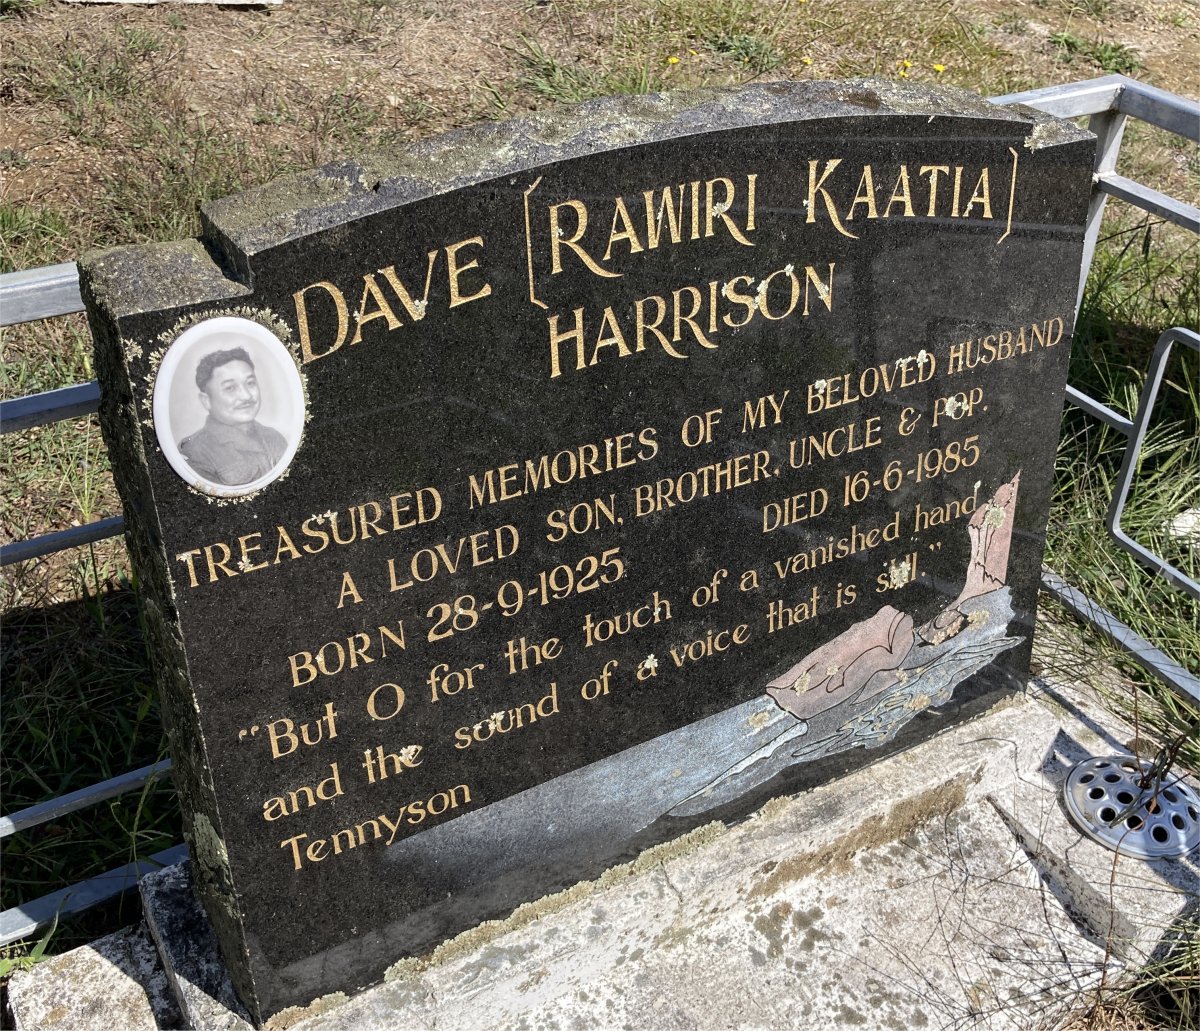 DAVE [RAWIRI KAATIA]
HARRISON
TREASURED MEMORIES OF MY BELOVED HUSBAND
A LOVED SON, BROTHER, UNCLE & POP.
BORN 28-9-1925 DIED 16-6-1985
"But O for the touch of a vanished hand,
and the sound of a voice that is still."
Tennyson